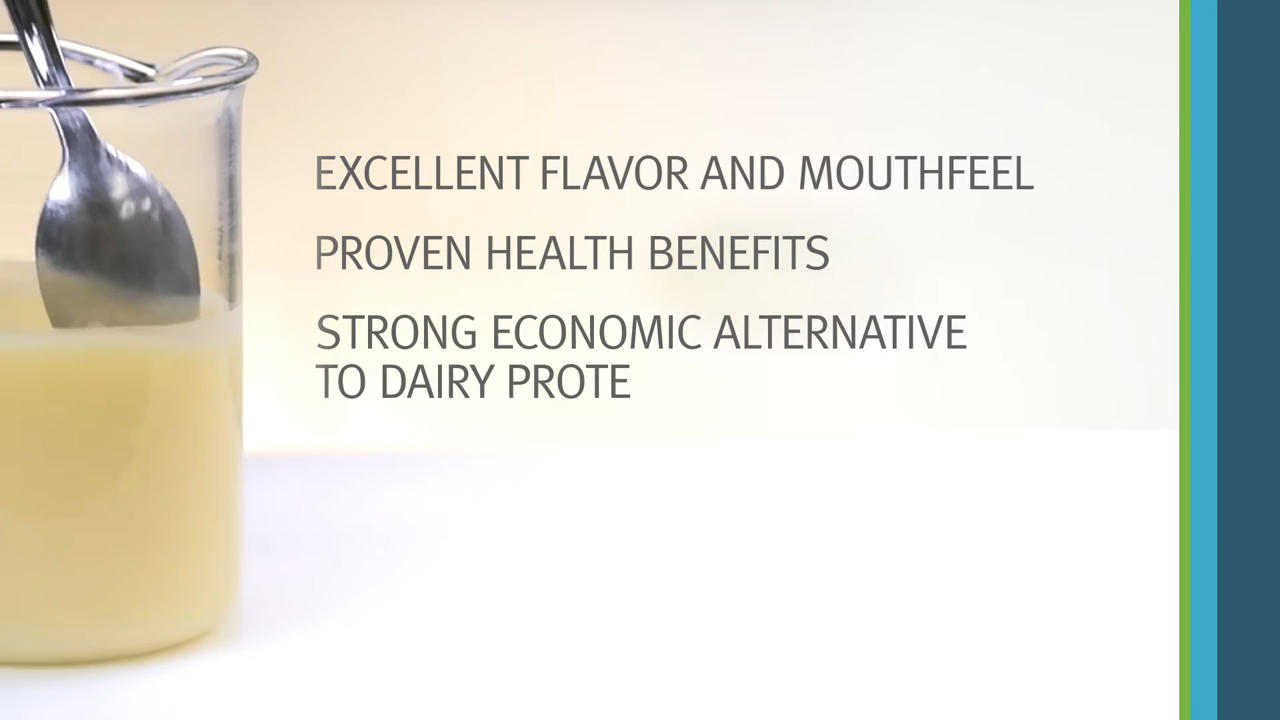 EXCELLENT FLAVOR AND MOUTHFEEL
PROVEN HEALTH BENEFITS
STRONG ECONOMIC ALTERNATIVE
TO DAIRY PROTE